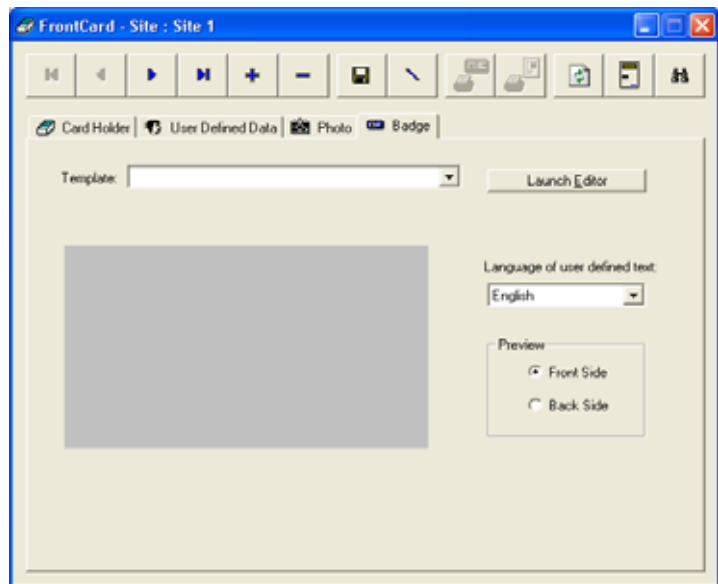 FrontCard - Site : Site 1
Card Holder User Defined Data Photo Badge
Template: Launch Editor
Language of user defined text:
English
Preview
Front Side
Back Side